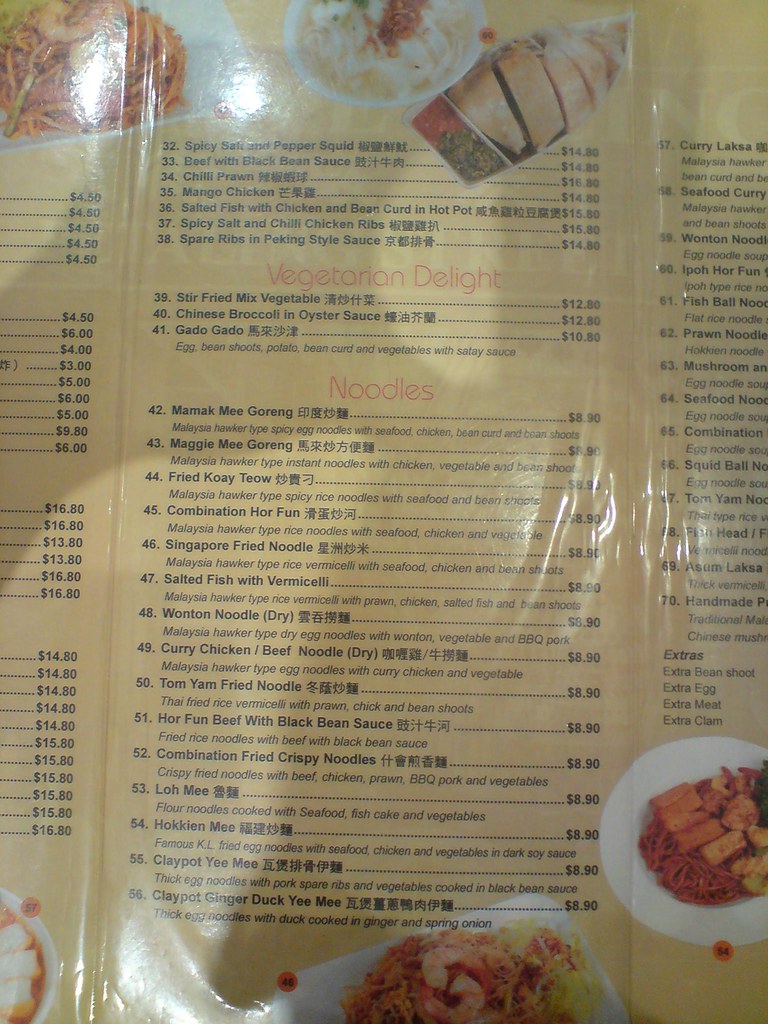 $4.50
$4.50
$4.50
$4.50
$4.50
$4.50
$6.00
$4.00
炸） $3.00
$5.00
$6.00
$5.00
$9.80
$6.00
$16.80
$16.80
$13.80
$13.80
$16.80
$16.80
$14.80
$14.80
$14.80
$14.80
$14.80
$15.80
$15.80
$15.80
$15.80
$15.80
$16.80
57
60
32. Spicy Salt and Pepper Squid 椒鹽鮮魷 $14.80
33. Beef with Black Bean Sauce 豉汁牛肉 $14.80
34. Chilli Prawn 辣椒蝦球 $16.80
35. Mango Chicken 芒果雞 $14.80
36. Salted Fish with Chicken and Bean Curd in Hot Pot 咸魚雞粒豆腐煲 $15.80
37. Spicy Salt and Chilli Chicken Ribs 椒鹽雞扒 $15.80
38. Spare Ribs in Peking Style Sauce 京都排骨 $14.80
Vegetarian Delight
39. Stir Fried Mix Vegetable 清炒什菜 $12.80
40. Chinese Broccoli in Oyster Sauce 蠔油芥蘭 $12.80
41. Gado Gado 馬來沙津 $10.80
Egg, bean shoots, potato, bean curd and vegetables with satay sauce
Noodles
42. Mamak Mee Goreng 印度炒麵 $8.90
Malaysia hawker type spicy egg noodles with seafood, chicken, bean curd and bean shoots
43. Maggie Mee Goreng 馬來炒方便麵 $8.90
Malaysia hawker type instant noodles with chicken, vegetable and bean shoots
44. Fried Koay Teow 炒貴刁 $8.90
Malaysia hawker type spicy rice noodles with seafood and bean shoots
45. Combination Hor Fun 滑蛋炒河 $8.90
Malaysia hawker type rice noodles with seafood, chicken and vegetable
46. Singapore Fried Noodle 星洲炒米 $8.90
Malaysia hawker type rice vermicelli with seafood, chicken and bean shoots
47. Salted Fish with Vermicelli $8.90
Malaysia hawker type rice vermicelli with prawn, chicken, salted fish and bean shoots
48. Wonton Noodle (Dry) 雲吞撈麵 $8.90
Malaysia hawker type dry egg noodles with wonton, vegetable and BBQ pork
49. Curry Chicken / Beef Noodle (Dry) 咖喱雞/牛撈麵 $8.90
Malaysia hawker type egg noodles with curry chicken and vegetable
50. Tom Yam Fried Noodle 冬蔭炒麵 $8.90
Thai fried rice vermicelli with prawn, chick and bean shoots
51. Hor Fun Beef With Black Bean Sauce 豉汁牛河 $8.90
Fried rice noodles with beef with black bean sauce
52. Combination Fried Crispy Noodles 什會煎香麵 $8.90
Crispy fried noodles with beef, chicken, prawn, BBQ pork and vegetables
53. Loh Mee 魯麵 $8.90
Flour noodles cooked with Seafood, fish cake and vegetables
54. Hokkien Mee 福建炒麵 $8.90
Famous K.L. fried egg noodles with seafood, chicken and vegetables in dark soy sauce
55. Claypot Yee Mee 瓦煲排骨伊麵 $8.90
Thick egg noodles with pork spare ribs and vegetables cooked in black bean sauce
56. Claypot Ginger Duck Yee Mee 瓦煲薑蔥鴨肉伊麵 $8.90
Thick egg noodles with duck cooked in ginger and spring onion
46
57. Curry Laksa 咖
Malaysia hawker
bean curd and be
58. Seafood Curry
Malaysia hawker
and bean shoots
59. Wonton Noodl
Egg noodle soup
60. Ipoh Hor Fun
Ipoh type rice no
61. Fish Ball Nood
Flat rice noodle s
62. Prawn Noodle
Hokkien noodle
63. Mushroom an
Egg noodle soup
64. Seafood Nood
Egg noodle soup
65. Combination
Egg noodle sou
66. Squid Ball No
Egg noodle sou
67. Tom Yam Noo
Thai type rice v
68. Fish Head / F
Vermicelli nood
69. Asum Laksa
Thick vermicelli
70. Handmade P
Traditional Mala
Chinese mushr
Extras
Extra Bean shoot
Extra Egg
Extra Meat
Extra Clam
54